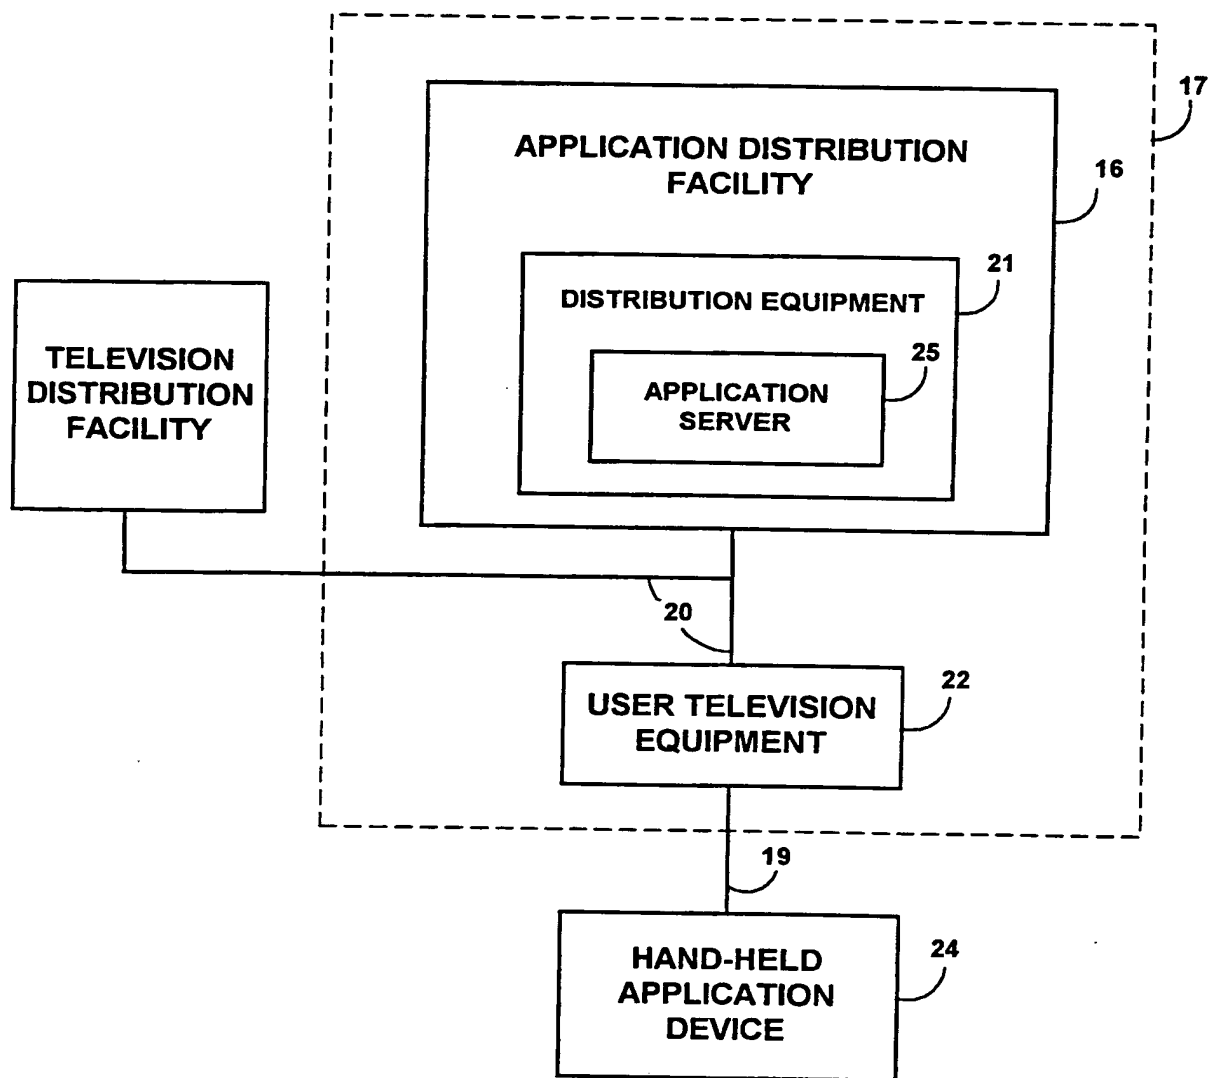 17
APPLICATION DISTRIBUTION
FACILITY
16
21
DISTRIBUTION EQUIPMENT
25
APPLICATION
SERVER
TELEVISION
DISTRIBUTION
FACILITY
20
22
USER TELEVISION
EQUIPMENT
19
24
HAND-HELD
APPLICATION
DEVICE